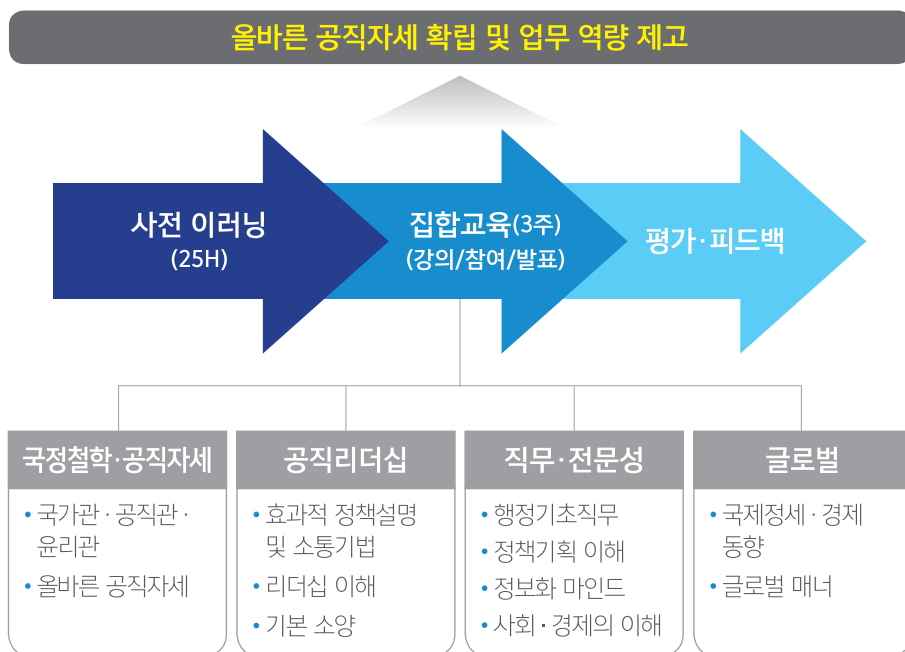 올바른 공직자세 확립 및 업무 역량 제고
사전 이러닝
(25H)
집합교육(3주)
(강의/참여/발표)
평가·피드백
국정철학·공직자세
• 국가관 · 공직관 ·
윤리관
• 올바른 공직자세
공직리더십
• 효과적 정책설명
및 소통기법
• 리더십 이해
• 기본 소양
직무·전문성
• 행정기초직무
• 정책기획 이해
• 정보화 마인드
• 사회 · 경제의 이해
글로벌
• 국제정세 · 경제
동향
• 글로벌 매너